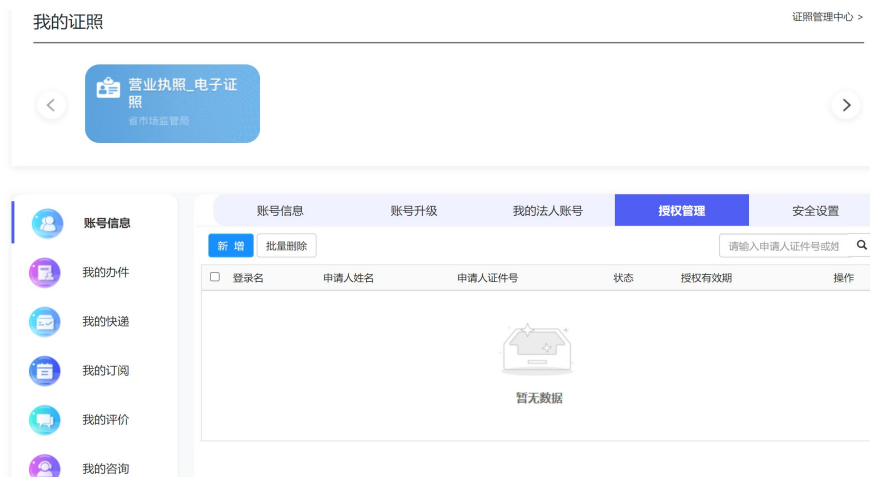 我的证照
证照管理中心 >
营业执照_电子证
照
省市场监管局
账号信息
我的办件
我的快递
我的订阅
我的评价
我的咨询
账号信息 账号升级 我的法人账号 授权管理 安全设置
新 增 批量删除 请输入申请人证件号或姓
登录名 申请人姓名 申请人证件号 状态 授权有效期 操作
暂无数据